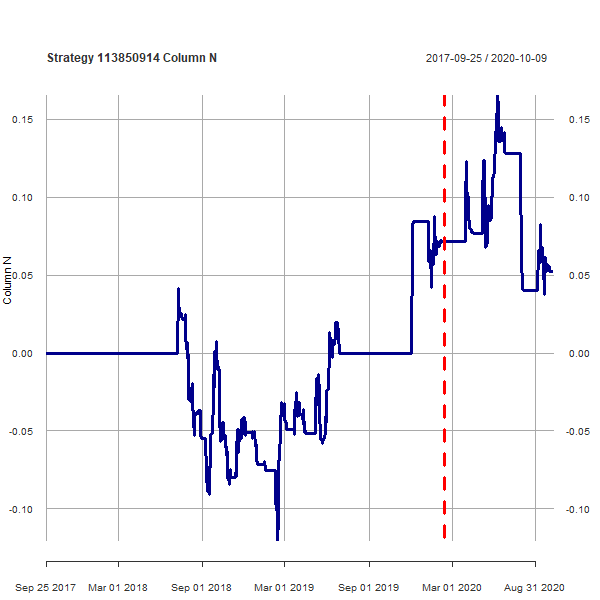 Strategy 113850914 Column N
2017-09-25 / 2020-10-09
0.15
0.15
0.10
0.10
0.05
0.05
Column N
0.00
0.00
-0.05
-0.05
-0.10
-0.10
Sep 25 2017
Mar 01 2018
Sep 01 2018
Mar 01 2019
Sep 01 2019
Mar 01 2020
Aug 31 2020